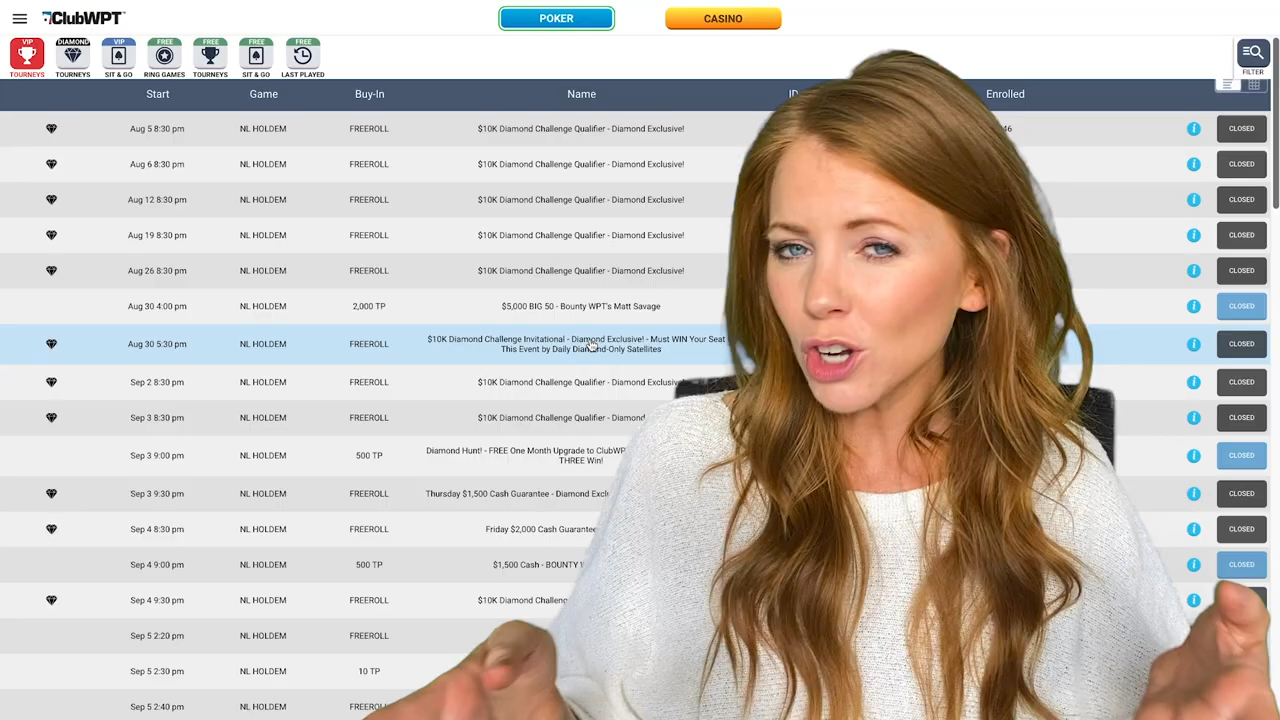 ClubWPT
POKER
CASINO
VIP
TOURNEYS
DIAMOND
TOURNEYS
VIP
SIT & GO
FREE
RING GAMES
FREE
TOURNEYS
FREE
SIT & GO
FREE
LAST PLAYED
FILTER
Start Game Buy-In Name ID Enrolled
Aug 5 8:30 pm NL HOLDEM FREEROLL $10K Diamond Challenge Qualifier - Diamond Exclusive! 46 CLOSED
Aug 6 8:30 pm NL HOLDEM FREEROLL $10K Diamond Challenge Qualifier - Diamond Exclusive! CLOSED
Aug 12 8:30 pm NL HOLDEM FREEROLL $10K Diamond Challenge Qualifier - Diamond Exclusive! CLOSED
Aug 19 8:30 pm NL HOLDEM FREEROLL $10K Diamond Challenge Qualifier - Diamond Exclusive! CLOSED
Aug 26 8:30 pm NL HOLDEM FREEROLL $10K Diamond Challenge Qualifier - Diamond Exclusive! CLOSED
Aug 30 4:00 pm NL HOLDEM 2,000 TP $5,000 BIG 50 - Bounty WPT's Matt Savage CLOSED
Aug 30 5:30 pm NL HOLDEM FREEROLL $10K Diamond Challenge Invitational - Diamond Exclusive! - Must WIN Your Seat CLOSED
This Event by Daily Diamond-Only Satellites
Sep 2 8:30 pm NL HOLDEM FREEROLL $10K Diamond Challenge Qualifier - Diamond Exclusive CLOSED
Sep 3 8:30 pm NL HOLDEM FREEROLL $10K Diamond Challenge Qualifier - Diamond CLOSED
Sep 3 9:00 pm NL HOLDEM 500 TP Diamond Hunt! - FREE One Month Upgrade to ClubWP CLOSED
THREE Win!
Sep 3 9:30 pm NL HOLDEM FREEROLL Thursday $1,500 Cash Guarantee - Diamond Excl CLOSED
Sep 4 8:30 pm NL HOLDEM FREEROLL Friday $2,000 Cash Guarantee CLOSED
Sep 4 9:00 pm NL HOLDEM 500 TP $1,500 Cash - BOUNTY CLOSED
Sep 4 9:30 pm NL HOLDEM FREEROLL $10K Diamond Challeng
Sep 5 2:20 pm NL HOLDEM FREEROLL
Sep 5 2:30 pm NL HOLDEM 10 TP
Sep 5 2:40 pm NL HOLDEM FREEROLL